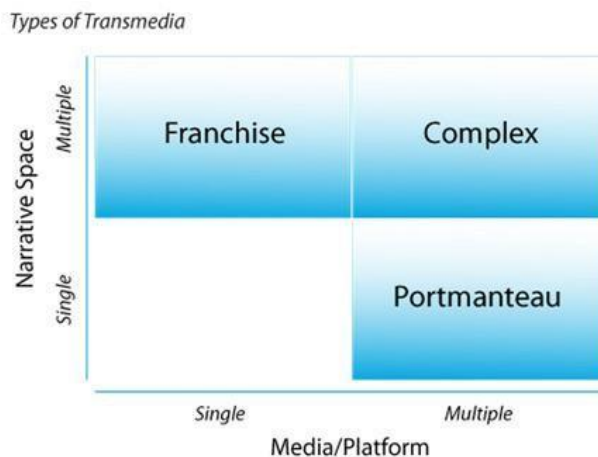 Types of Transmedia
Narrative Space
Multiple
Single
Franchise
Complex
Portmanteau
Single
Multiple
Media/Platform